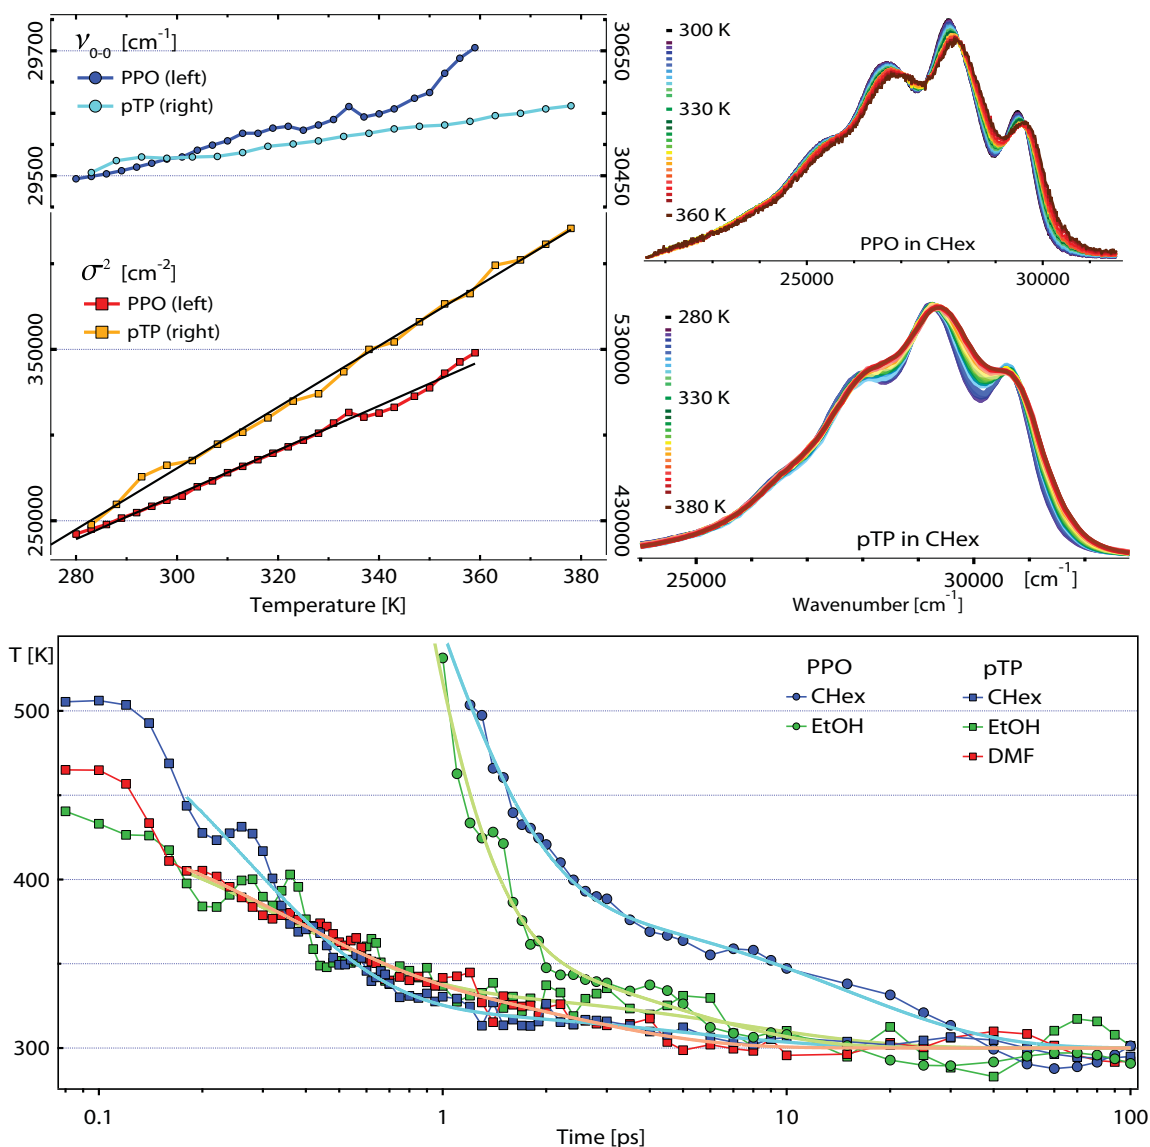 ν0-0 [cm-1]
PPO (left)
pTP (right)
29700
29500
30650
30450
σ2 [cm-2]
PPO (left)
pTP (right)
350000
250000
530000
430000
280 300 320 340 360 380
Temperature [K]
300 K
330 K
360 K
PPO in CHex
25000 30000
280 K
330 K
380 K
pTP in CHex
25000 30000 [cm-1]
Wavenumber [cm-1]
T [K]
500
400
300
PPO pTP
CHex CHex
EtOH EtOH
DMF
0.1 1 10 100
Time [ps]